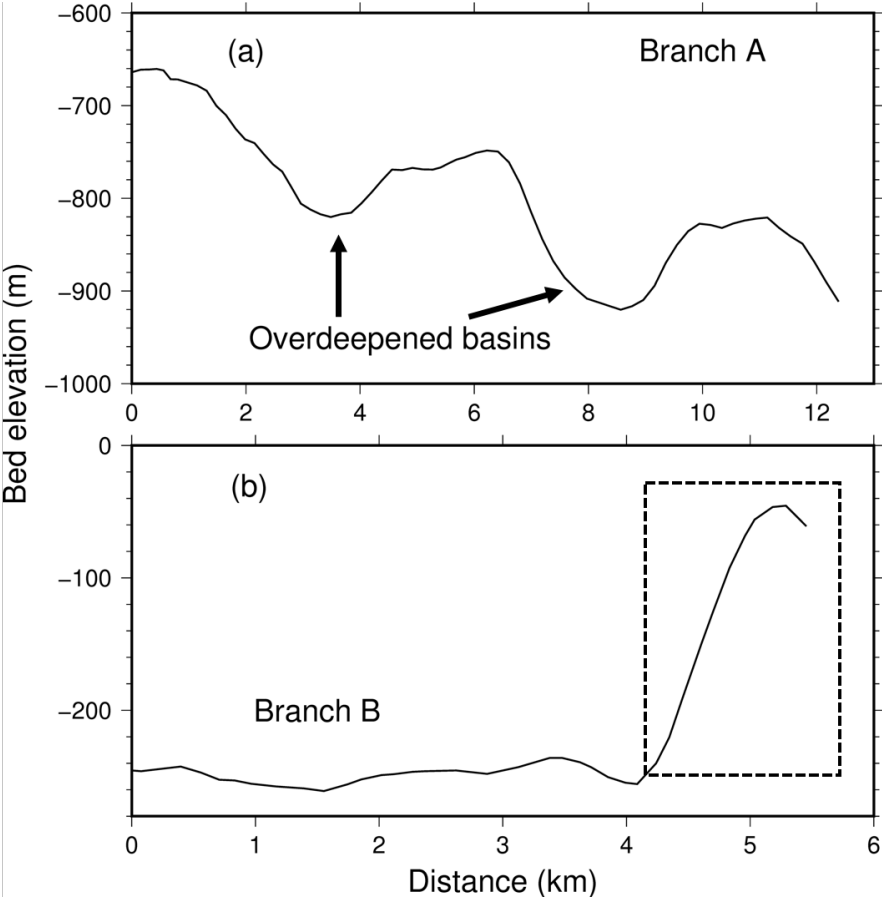 (a)
Branch A
−600
−700
−800
−900
−1000
Overdeepened basins
0 2 4 6 8 10 12
Bed elevation (m)
(b)
0
−100
−200
Branch B
0 1 2 3 4 5 6
Distance (km)